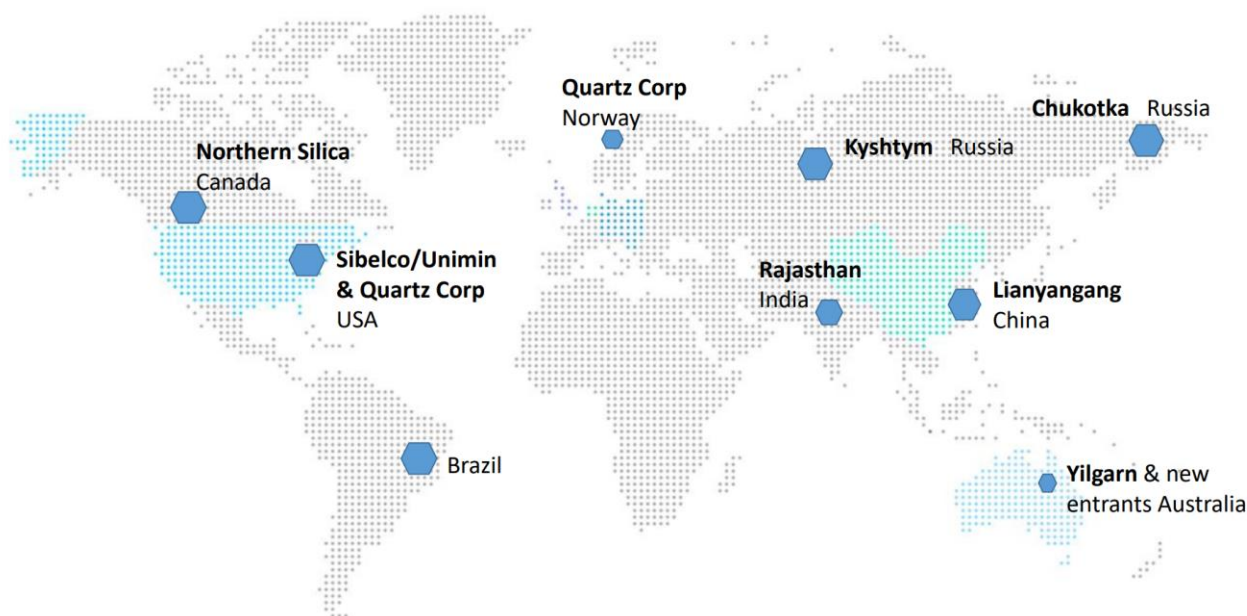 Quartz Corp
Norway
Chukotka Russia
Northern Silica
Canada
Kyshtym Russia
Sibelco/Unimin
& Quartz Corp
USA
Rajasthan
India
Lianyangang
China
Brazil
Yilgarn & new
entrants Australia